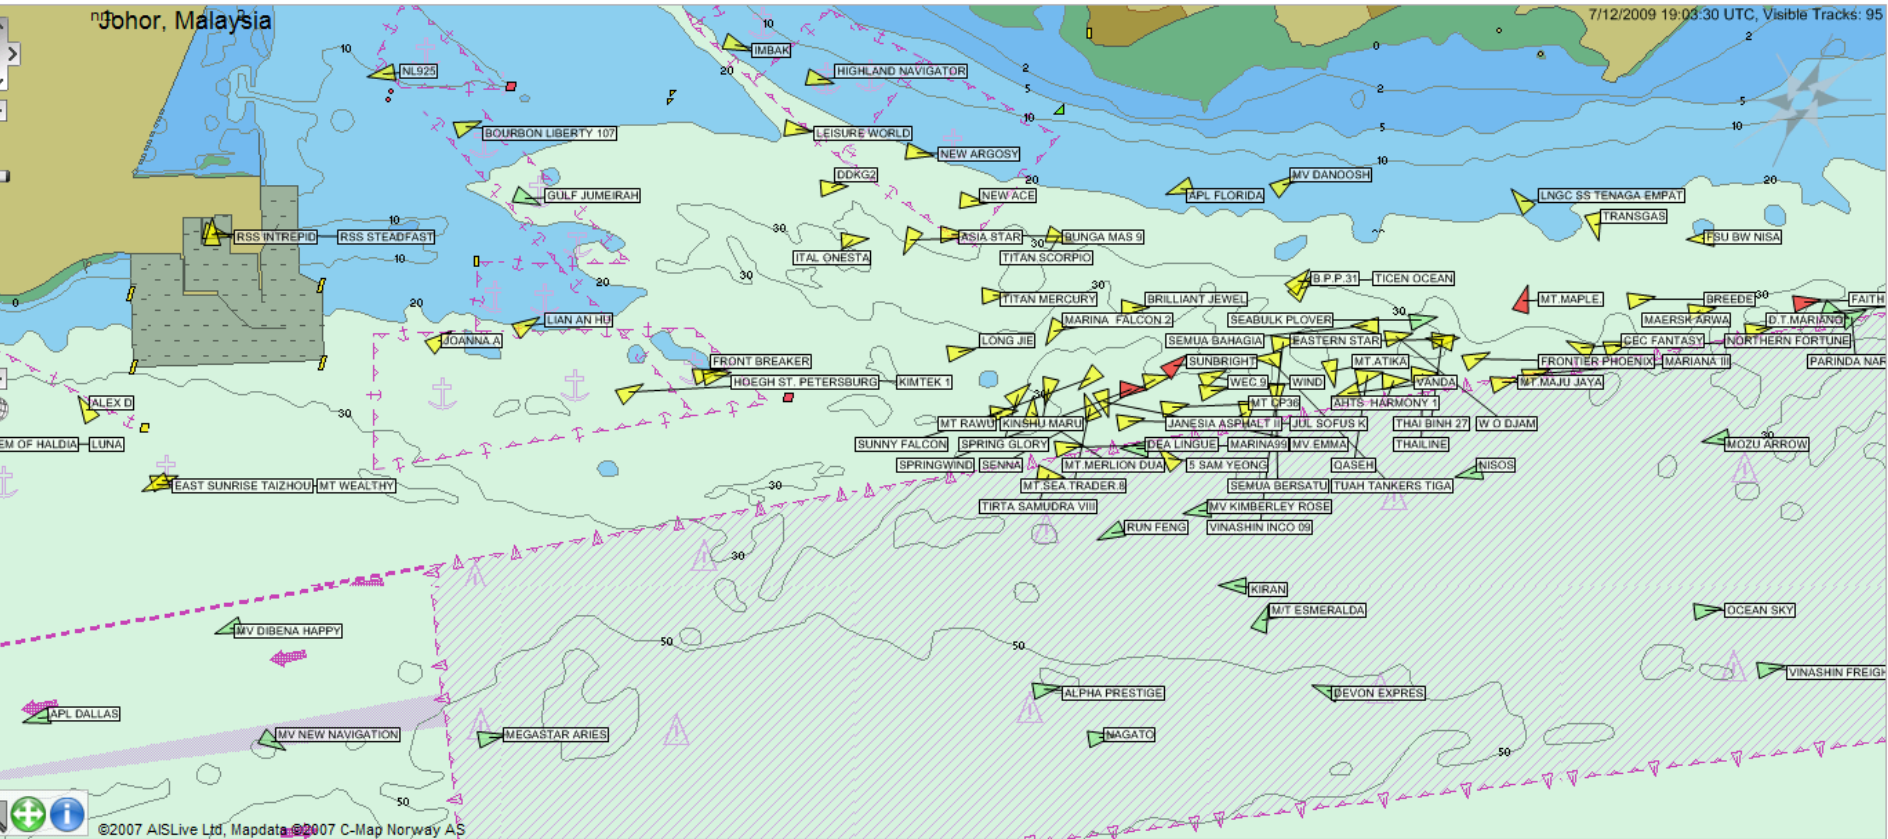 Johor, Malaysia
7/12/2009 19:03:30 UTC, Visible Tracks: 95
IMBAK
NL925
HIGHLAND NAVIGATOR
BOURBON LIBERTY 107
LEISURE WORLD
NEW ARGOSY
DDKG2
MV DANOOSH
GULF JUMEIRAH
NEW ACE
APL FLORIDA
LNGC SS TENAGA EMPAT
TRANSGAS
RSS INTREPID
RSS STEADFAST
ASIA STAR
BUNGA MAS 9
FSU BW NISA
ITAL ONESTA
TITAN SCORPIO
B.P.P.31
TICEN OCEAN
TITAN MERCURY
BRILLIANT JEWEL
MT.MAPLE.
BREEDE
FAITH
LIAN AN HU
MARINA FALCON 2
SEABULK PLOVER
MAERSK ARWA
D.T.MARIANO
JOANNA.A
LONG JIE
SEMUA BAHAGIA
EASTERN STAR
CEC FANTASY
NORTHERN FORTUNE
FRONT BREAKER
SUNBRIGHT
MT.ATIKA
FRONTIER PHOENIX
MARIANA III
PARINDA NAR
HOEGH ST. PETERSBURG
KIMTEK 1
WEC 9
WIND
VANDA
MT.MAJU JAYA
ALEX D
MT CP36
AHTS HARMONY 1
MT RAWU
KINSHU MARU
JANESIA ASPHALT II
JUL SOFUS K
THAI BINH 27
W O DJAM
EM OF HALDIA
LUNA
SUNNY FALCON
SPRING GLORY
DEA LINGUE
MARINA99
MV.EMMA
THAILINE
MOZU ARROW
SPRINGWIND
SENNA
MT.MERLION DUA
5 SAM YEONG
QASEH
NISOS
EAST SUNRISE TAIZHOU
MT WEALTHY
MT.SEA.TRADER.8
SEMUA BERSATU
TUAH TANKERS TIGA
TIRTA SAMUDRA VIII
MV KIMBERLEY ROSE
RUN FENG
VINASHIN INCO 09
KIRAN
M/T ESMERALDA
OCEAN SKY
MV DIBENA HAPPY
VINASHIN FREIGH
ALPHA PRESTIGE
DEVON EXPRES
APL DALLAS
MV NEW NAVIGATION
MEGASTAR ARIES
NAGATO
©2007 AISLive Ltd, Mapdata ©2007 C-Map Norway AS